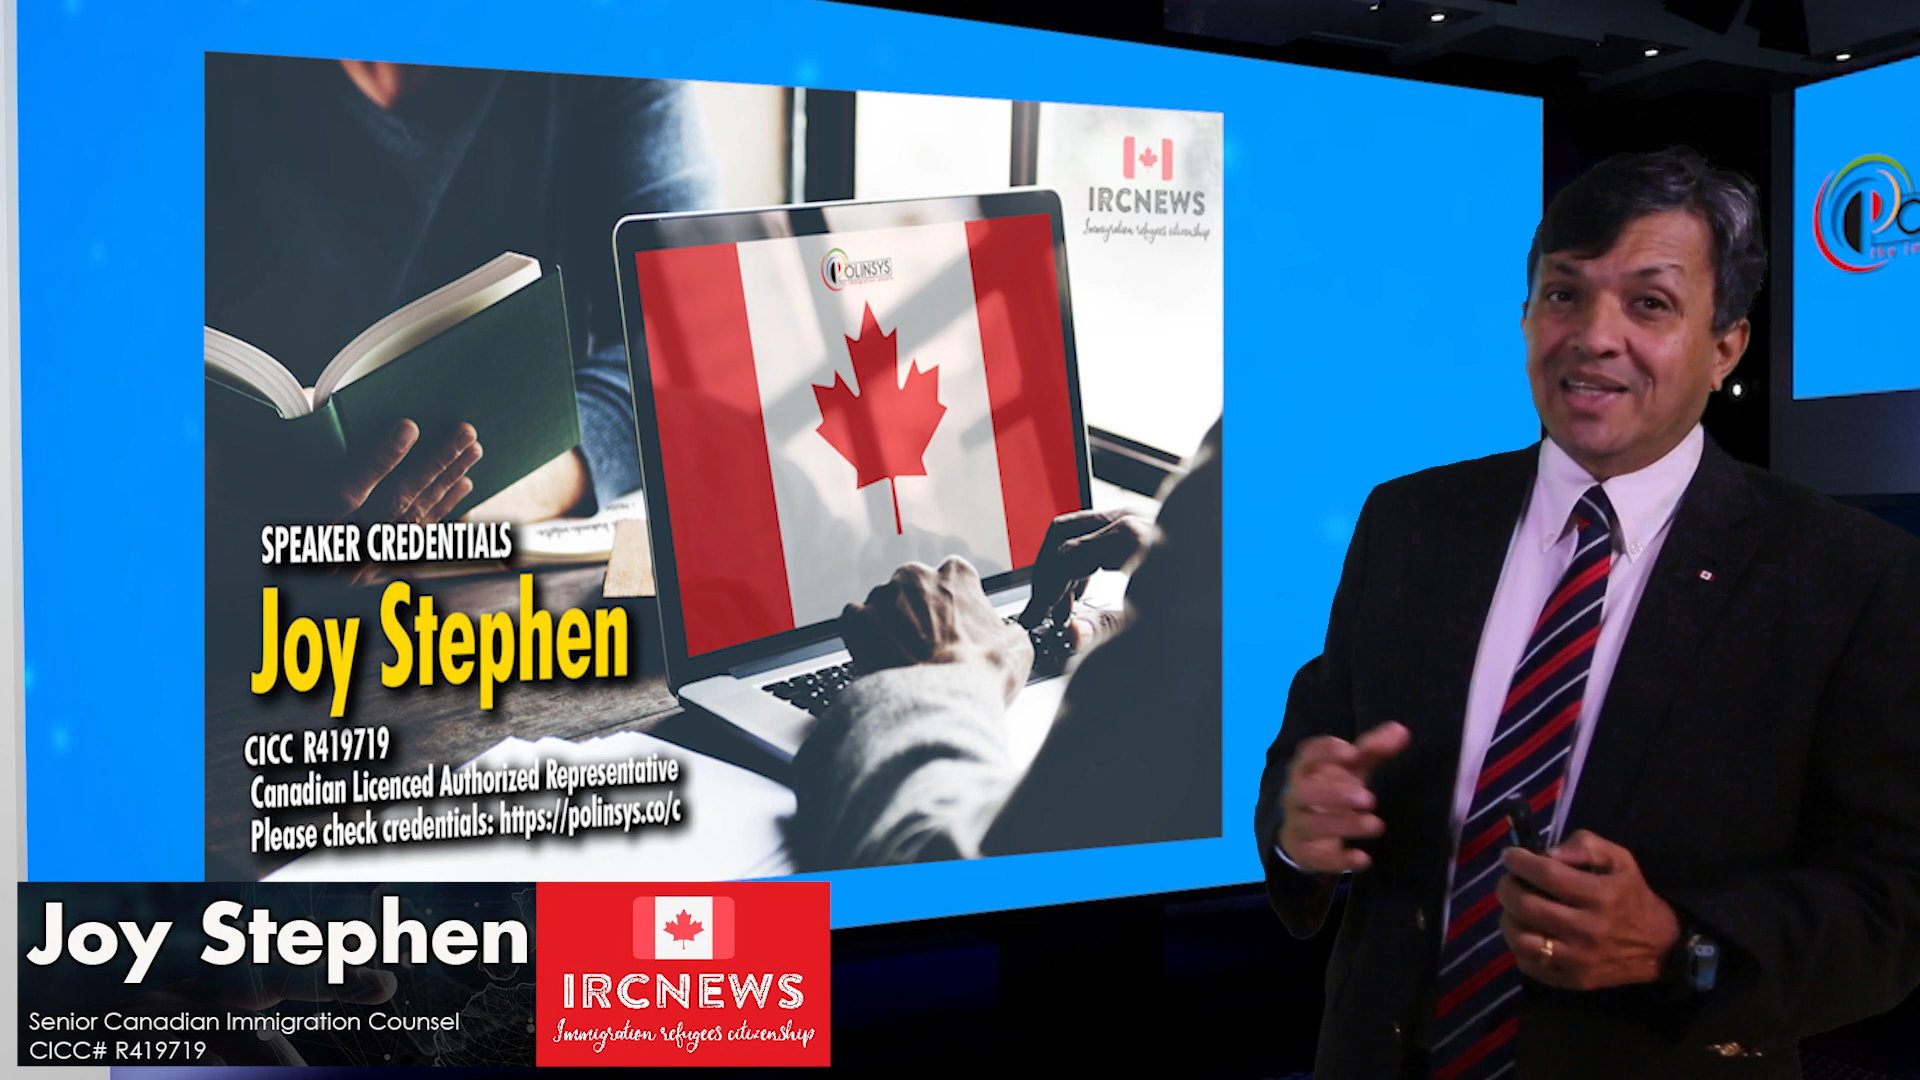 IRCNEWS
Immigration refugees citizenship
POLINSYS
SPEAKER CREDENTIALS
Joy Stephen
CICC R419719
Canadian Licenced Authorized Representative
Please check credentials: https://polinsys.co/c
Joy Stephen
Senior Canadian Immigration Counsel
CICC# R419719
IRCNEWS
Immigration refugees citizenship